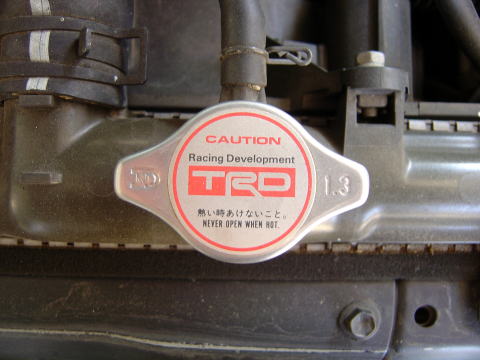 CAUTION
Racing Development
TRD
熱い時あけないこと。
NEVER OPEN WHEN HOT.
1.3